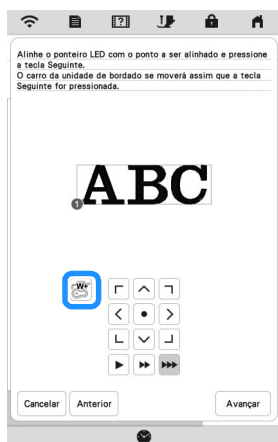 Alinhe o ponteiro LED com o ponto a ser alinhado e pressione
a tecla Seguinte.
O carro da unidade de bordado se moverá assim que a tecla
Seguinte for pressionada.
ABC
1
W+
Cancelar Anterior Avançar